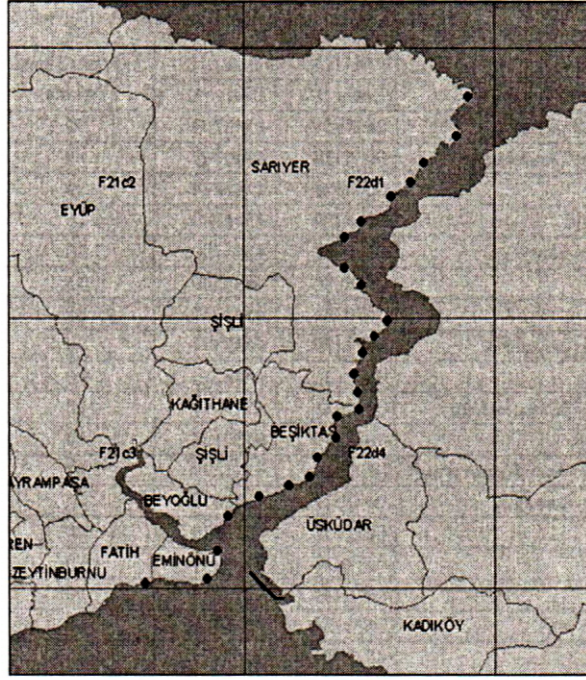 SARIYER
F21c2
F22d1
EYÜP
ŞİŞLİ
KAĞITHANE
BEŞİKTAŞ
F21c3
ŞİŞLİ
F22d4
AYRAMPAŞA
BEYOĞLU
ÜSKÜDAR
REN
FATİH
EMİNÖNÜ
ZEYTİNBURNU
KADIKÖY